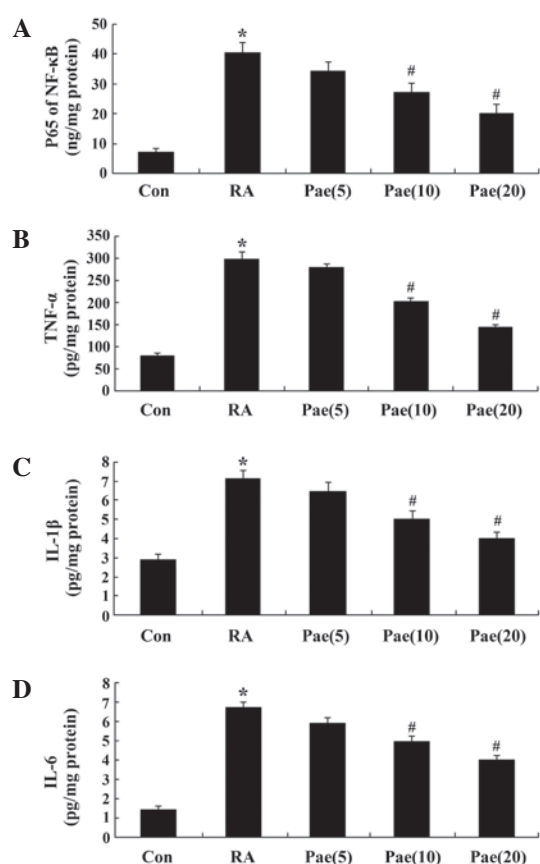 A
P65 of NF-κB
(ng/mg protein)
50
40
30
20
10
0
*
#
#
Con RA Pae(5) Pae(10) Pae(20)
B
TNF-α
(pg/mg protein)
350
300
250
200
150
100
50
0
*
#
#
Con RA Pae(5) Pae(10) Pae(20)
C
IL-1β
(pg/mg protein)
8
7
6
5
4
3
2
1
0
*
#
#
Con RA Pae(5) Pae(10) Pae(20)
D
IL-6
(pg/mg protein)
8
7
6
5
4
3
2
1
0
*
#
#
Con RA Pae(5) Pae(10) Pae(20)